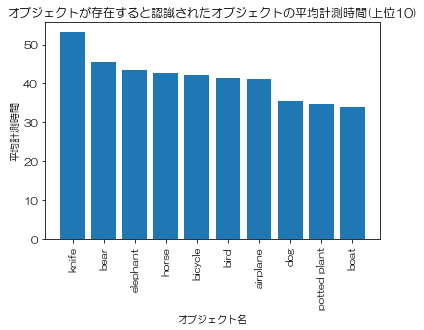 オブジェクトが存在すると認識されたオブジェクトの平均計測時間(上位10)
平均計測時間
50
40
30
20
10
0
knife
bear
elephant
horse
bicycle
bird
airplane
dog
potted plant
boat
オブジェクト名